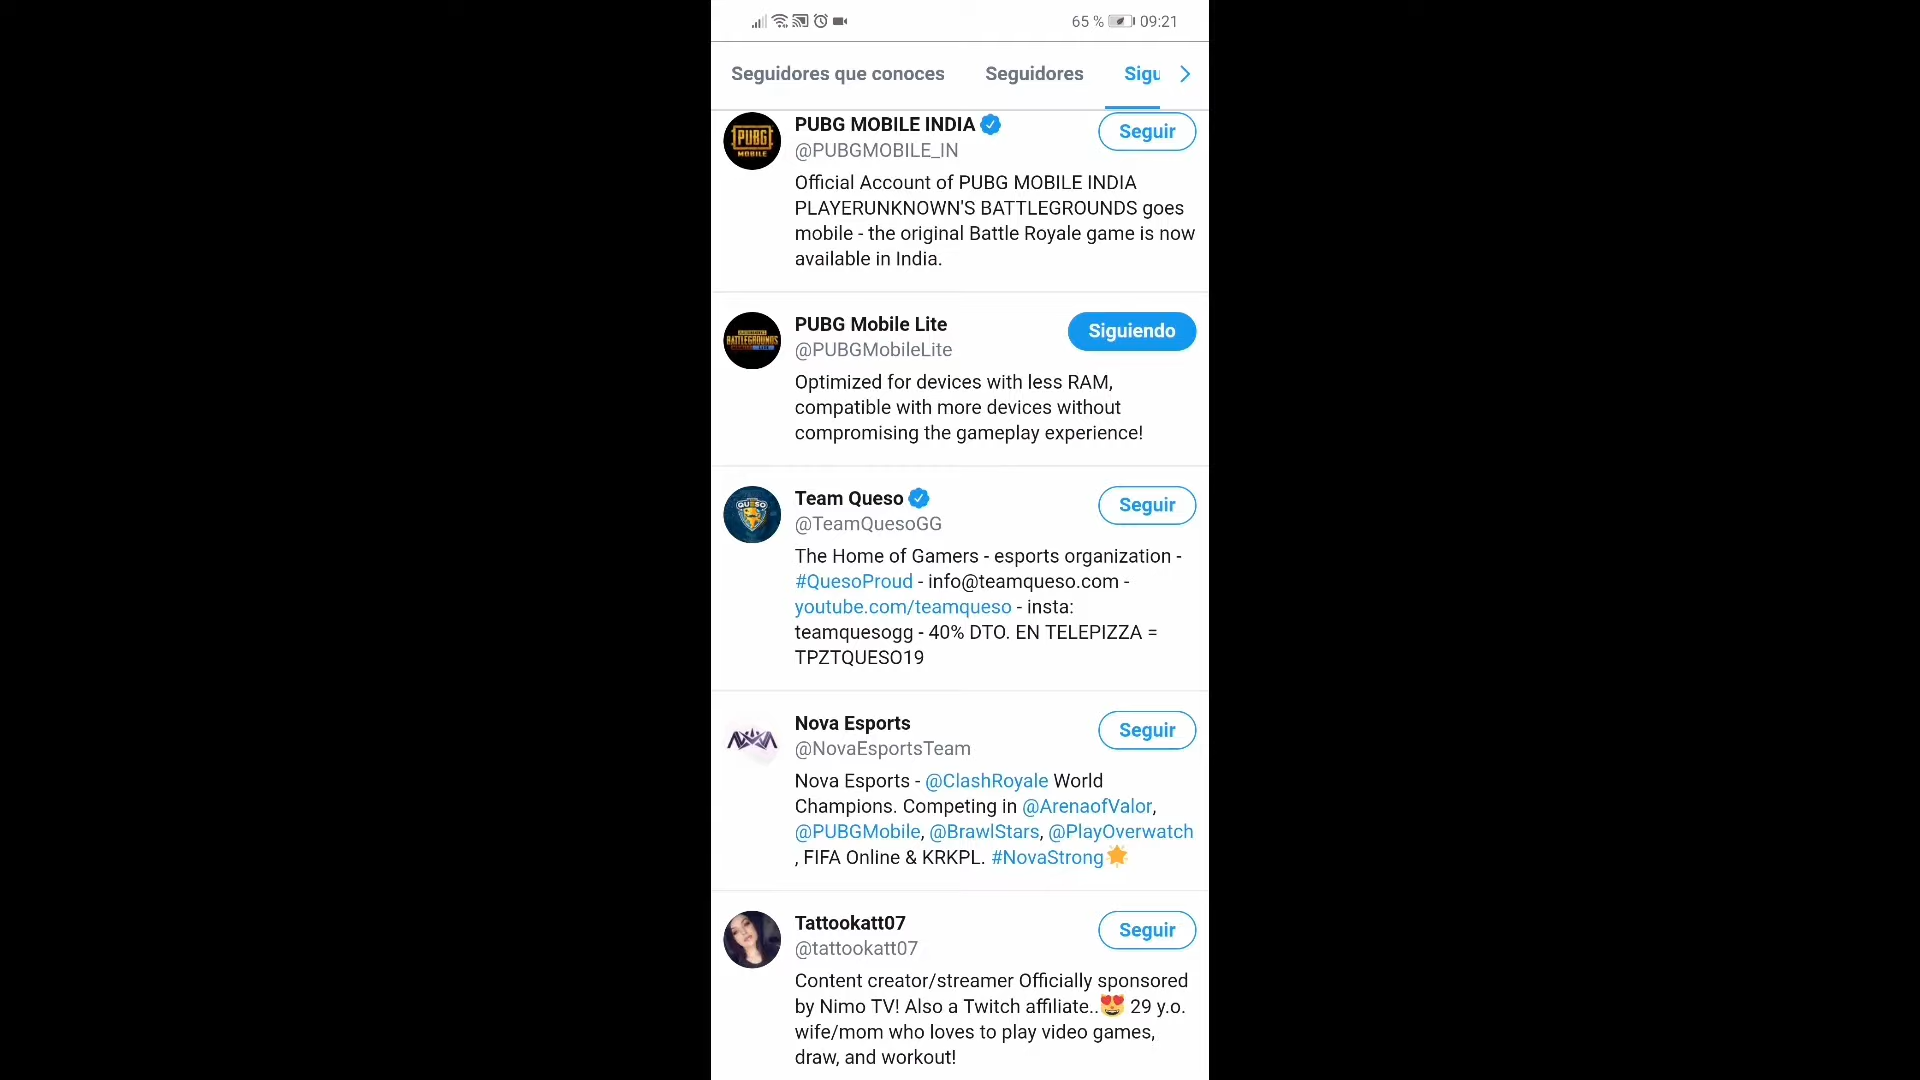 65 % 09:21
Seguidores que conoces Seguidores Sigu
PUBG MOBILE
PUBG MOBILE INDIA Seguir
@PUBGMOBILE_IN
Official Account of PUBG MOBILE INDIA
PLAYERUNKNOWN'S BATTLEGROUNDS goes
mobile - the original Battle Royale game is now
available in India.
BATTLEGROUNDS
PUBG Mobile Lite Siguiendo
@PUBGMobileLite
Optimized for devices with less RAM,
compatible with more devices without
compromising the gameplay experience!
QUESO
Team Queso Seguir
@TeamQuesoGG
The Home of Gamers - esports organization -
#QuesoProud - info@teamqueso.com -
youtube.com/teamqueso - insta:
teamquesogg - 40% DTO. EN TELEPIZZA =
TPZTQUESO19
NOVA
Nova Esports Seguir
@NovaEsportsTeam
Nova Esports - @ClashRoyale World
Champions. Competing in @ArenaofValor,
@PUBGMobile, @BrawlStars, @PlayOverwatch
, FIFA Online & KRKPL. #NovaStrong🌟
Tattookatt07 Seguir
@tattookatt07
Content creator/streamer Officially sponsored
by Nimo TV! Also a Twitch affiliate..😍 29 y.o.
wife/mom who loves to play video games,
draw, and workout!